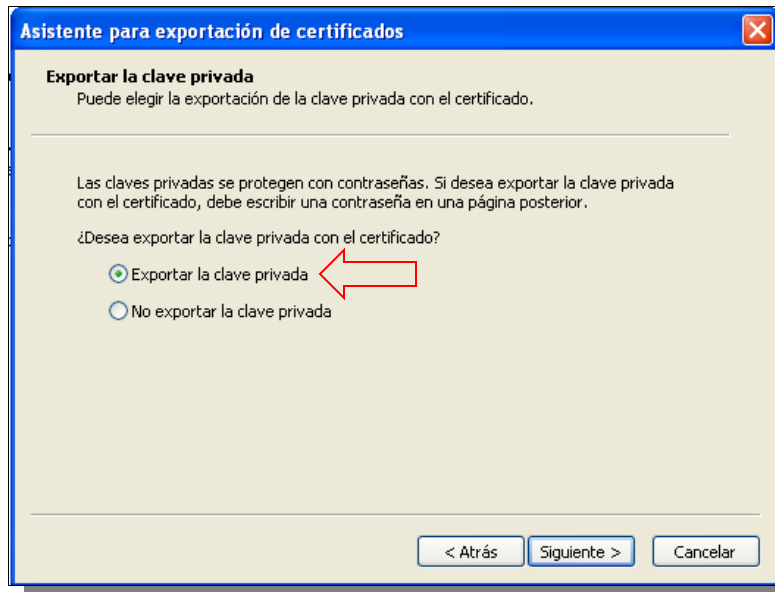 Asistente para exportación de certificados
Exportar la clave privada
Puede elegir la exportación de la clave privada con el certificado.
Las claves privadas se protegen con contraseñas. Si desea exportar la clave privada
con el certificado, debe escribir una contraseña en una página posterior.
¿Desea exportar la clave privada con el certificado?
Exportar la clave privada
No exportar la clave privada
< Atrás
Siguiente >
Cancelar